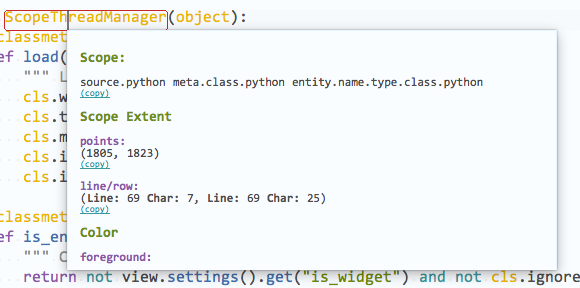 ScopeThreadManager(object):
classmet
ef load(
""" L
cls.w
cls.t
cls.m
cls.i
cls.i
classmet
ef is_en
""" C
return not view.settings().get("is_widget") and not cls.ignore
Scope:
source.python meta.class.python entity.name.type.class.python
(copy)
Scope Extent
points:
(1805, 1823)
(copy)
line/row:
(Line: 69 Char: 7, Line: 69 Char: 25)
(copy)
Color
foreground: